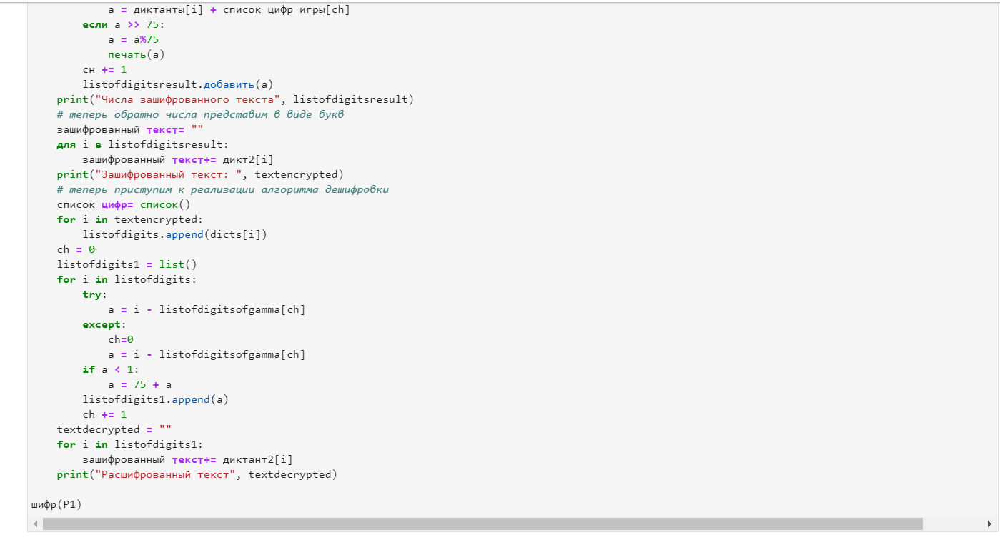 a = диктанты[i] + список цифр игры[ch]
если a >> 75:
a = a%75
печать(a)
сн += 1
listofdigitsresult.добавить(a)
print("Числа зашифрованного текста", listofdigitsresult)
# теперь обратно числа представим в виде букв
зашифрованный текст= ""
для i в listofdigitsresult:
зашифрованный текст+= дикт2[i]
print("Зашифрованный текст: ", textencrypted)
# теперь приступим к реализации алгоритма дешифровки
список цифр= список()
for i in textencrypted:
listofdigits.append(dicts[i])
ch = 0
listofdigits1 = list()
for i in listofdigits:
try:
a = i - listofdigitsofgamma[ch]
except:
ch=0
a = i - listofdigitsofgamma[ch]
if a < 1:
a = 75 + a
listofdigits1.append(a)
ch += 1
textdecrypted = ""
for i in listofdigits1:
зашифрованный текст+= диктант2[i]
print("Расшифрованный текст", textdecrypted)
шифр(P1)